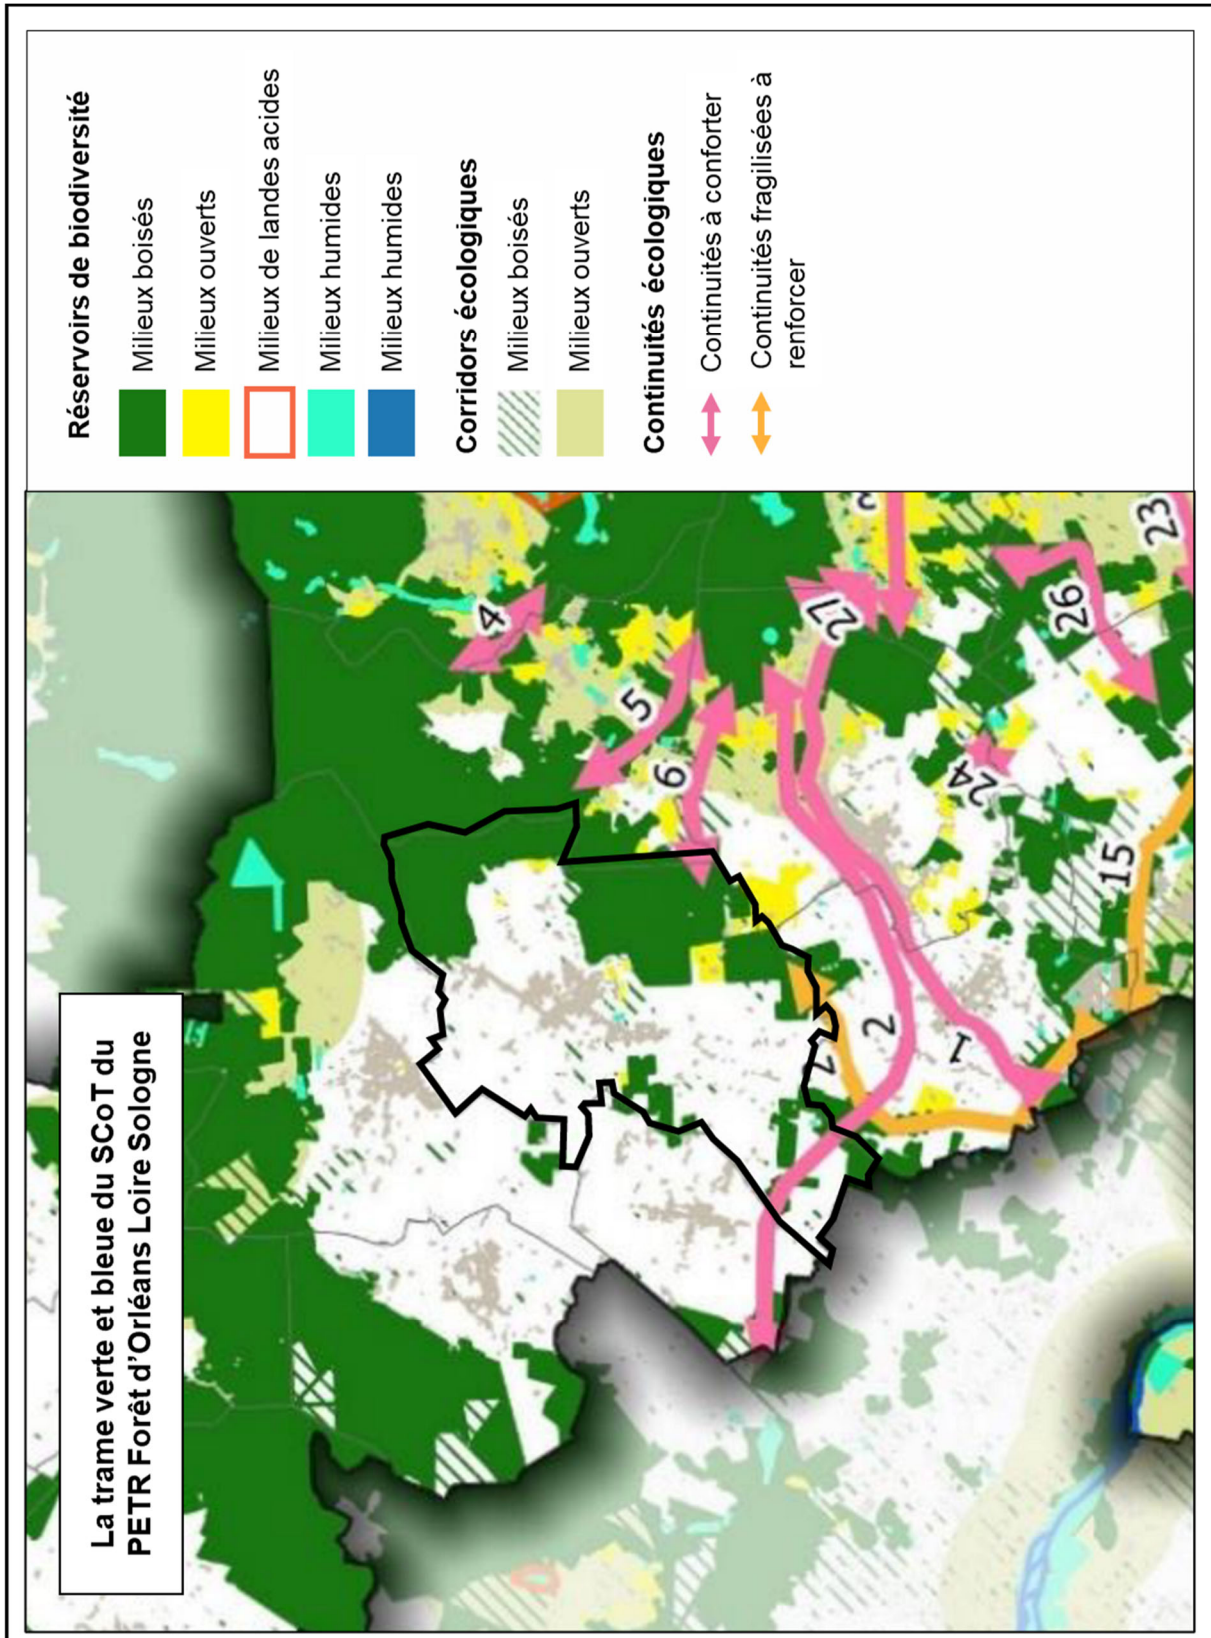 La trame verte et bleue du SCoT du
PETR Forêt d'Orléans Loire Sologne
4
5
6
27
3
26
23
24
15
2
1
7
Réservoirs de biodiversité
Milieux boisés
Milieux ouverts
Milieux de landes acides
Milieux humides
Milieux humides
Corridors écologiques
Milieux boisés
Milieux ouverts
Continuités écologiques
Continuités à conforter
Continuités fragilisées à
renforcer